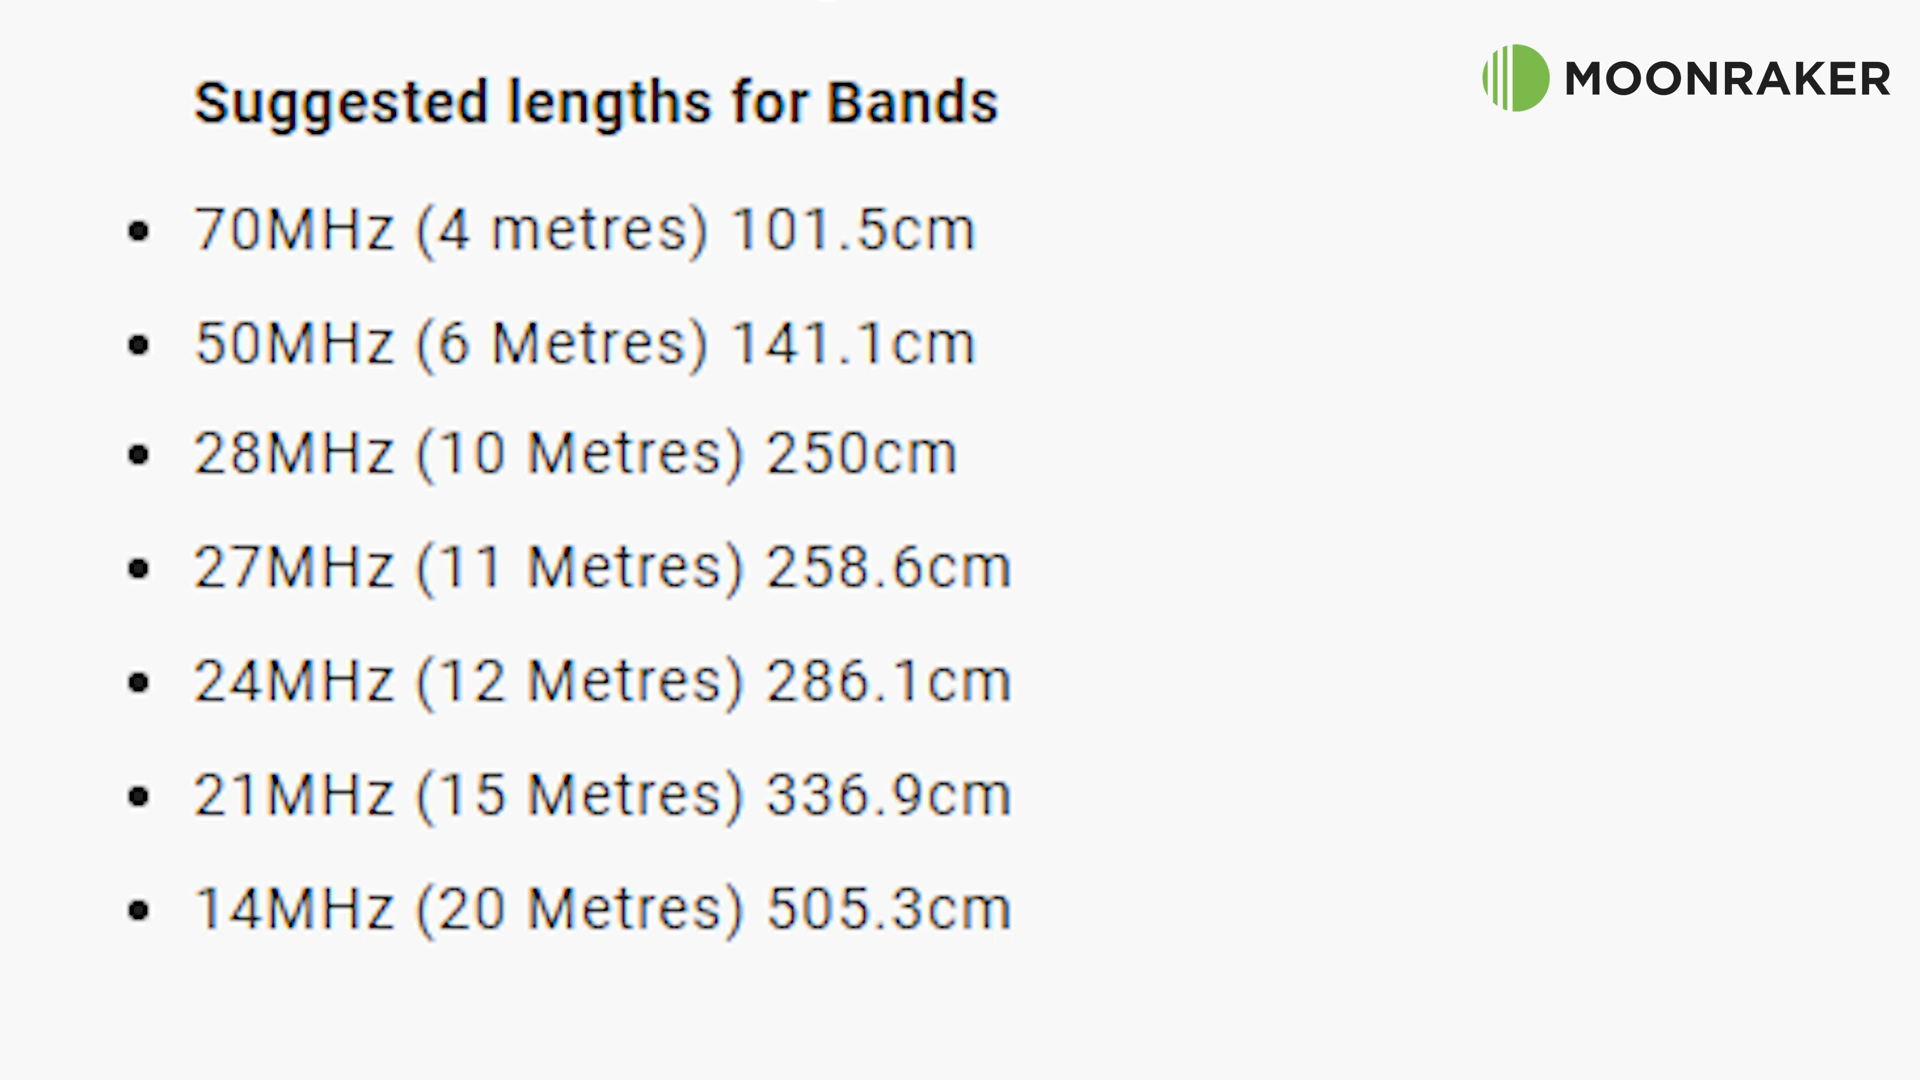 MOONRAKER
Suggested lengths for Bands
70MHz (4 metres) 101.5cm
50MHz (6 Metres) 141.1cm
28MHz (10 Metres) 250cm
27MHz (11 Metres) 258.6cm
24MHz (12 Metres) 286.1cm
21MHz (15 Metres) 336.9cm
14MHz (20 Metres) 505.3cm